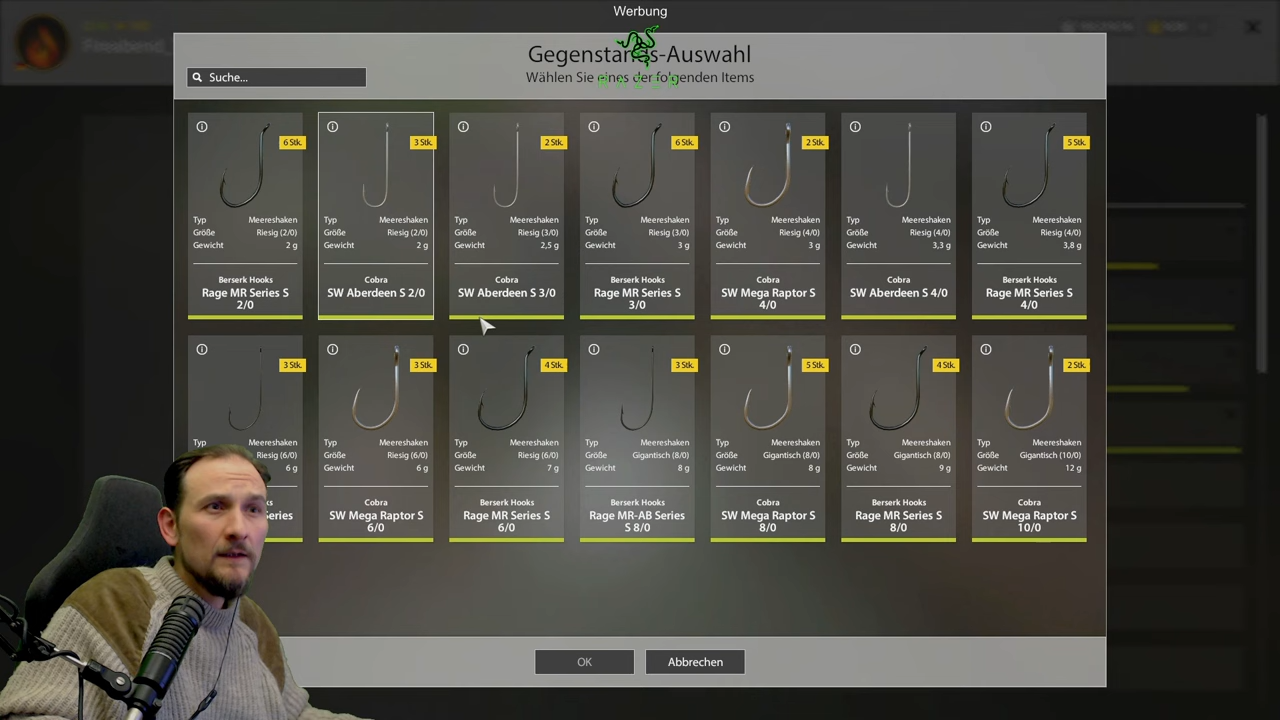 Werbung
Gegenstands-Auswahl
Wählen Sie eines der folgenden Items
RAZER
Suche...
6 Stk.
Typ Meereshaken
Größe Riesig (2/0)
Gewicht 2 g
Berserk Hooks
Rage MR Series S
2/0
3 Stk.
Typ Meereshaken
Größe Riesig (2/0)
Gewicht 2 g
Cobra
SW Aberdeen S 2/0
2 Stk.
Typ Meereshaken
Größe Riesig (3/0)
Gewicht 2,5 g
Cobra
SW Aberdeen S 3/0
6 Stk.
Typ Meereshaken
Größe Riesig (3/0)
Gewicht 3 g
Berserk Hooks
Rage MR Series S
3/0
2 Stk.
Typ Meereshaken
Größe Riesig (4/0)
Gewicht 3 g
Cobra
SW Mega Raptor S
4/0
Typ Meereshaken
Größe Riesig (4/0)
Gewicht 3,3 g
Cobra
SW Aberdeen S 4/0
5 Stk.
Typ Meereshaken
Größe Riesig (4/0)
Gewicht 3,8 g
Berserk Hooks
Rage MR Series S
4/0
3 Stk.
Typ Meereshaken
Riesig (6/0)
6 g
3 Stk.
Typ Meereshaken
Größe Riesig (6/0)
Gewicht 6 g
Cobra
SW Mega Raptor S
6/0
4 Stk.
Typ Meereshaken
Größe Riesig (6/0)
Gewicht 7 g
Berserk Hooks
Rage MR Series S
6/0
3 Stk.
Typ Meereshaken
Größe Gigantisch (8/0)
Gewicht 8 g
Berserk Hooks
Rage MR-AB Series
S 8/0
5 Stk.
Typ Meereshaken
Größe Gigantisch (8/0)
Gewicht 8 g
Cobra
SW Mega Raptor S
8/0
4 Stk.
Typ Meereshaken
Größe Gigantisch (8/0)
Gewicht 9 g
Berserk Hooks
Rage MR Series S
8/0
2 Stk.
Typ Meereshaken
Größe Gigantisch (10/0)
Gewicht 12 g
Cobra
SW Mega Raptor S
10/0
OK
Abbrechen